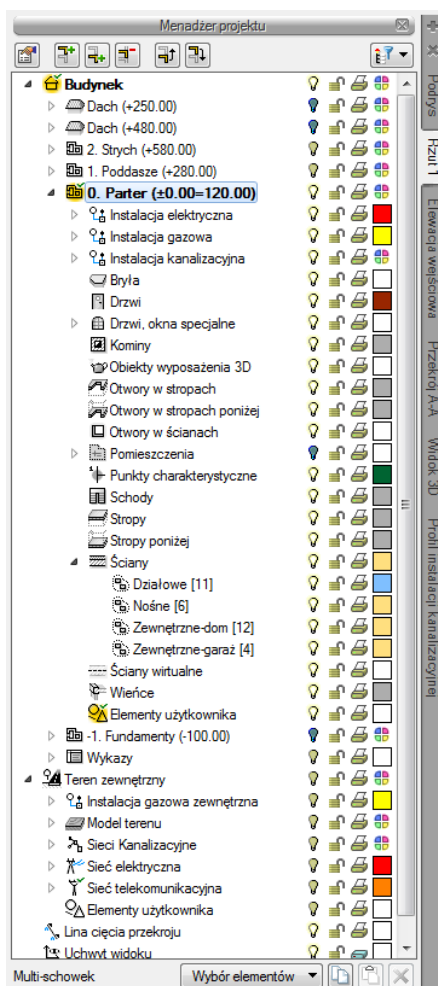 Menadżer projektu
Budynek
Dach (+250.00)
Dach (+480.00)
2. Strych (+580.00)
1. Poddasze (+280.00)
0. Parter (±0.00=120.00)
Instalacja elektryczna
Instalacja gazowa
Instalacja kanalizacyjna
Bryła
Drzwi
Drzwi, okna specjalne
Kominy
Obiekty wyposażenia 3D
Otwory w stropach
Otwory w stropach poniżej
Otwory w ścianach
Pomieszczenia
Punkty charakterystyczne
Schody
Stropy
Stropy poniżej
Ściany
Działowe [11]
Nośne [6]
Zewnętrzne-dom [12]
Zewnętrzne-garaż [4]
Ściany wirtualne
Wieńce
Elementy użytkownika
-1. Fundamenty (-100.00)
Wykazy
Teren zewnętrzny
Instalacja gazowa zewnętrzna
Model terenu
Sieci Kanalizacyjne
Sieć elektryczna
Sieć telekomunikacyjna
Elementy użytkownika
Lina cięcia przekroju
Uchwyt widoku
Multi-schowek
Wybór elementów
Podrys
Rzut 1
Elewacja wejściowa
Przekrój A-A
Widok 3D
Profil instalacji kanalizacyjnej